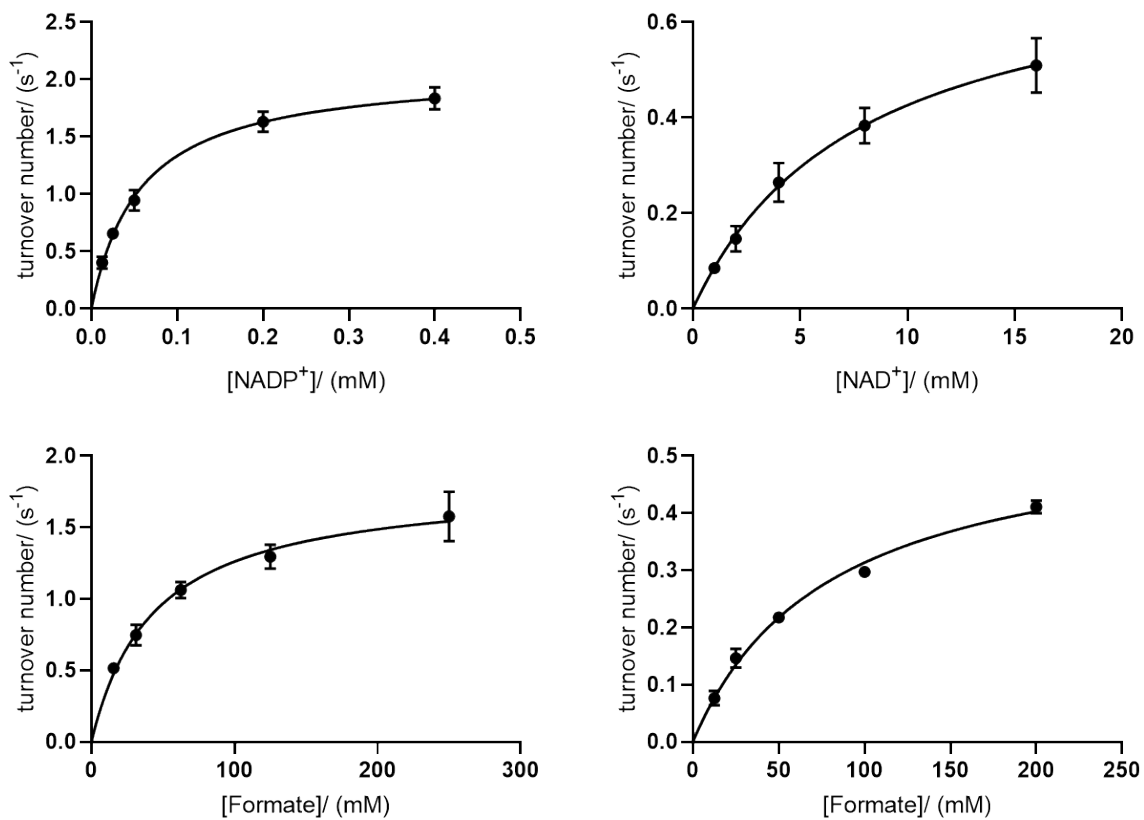 2.5
2.0
1.5
1.0
0.5
0.0
turnover number/ (s⁻¹)
0.0 0.1 0.2 0.3 0.4 0.5
[NADP⁺]/ (mM)
0.6
0.4
0.2
0.0
turnover number/ (s⁻¹)
0 5 10 15 20
[NAD⁺]/ (mM)
2.0
1.5
1.0
0.5
0.0
turnover number/ (s⁻¹)
0 100 200 300
[Formate]/ (mM)
0.5
0.4
0.3
0.2
0.1
0.0
turnover number/ (s⁻¹)
0 50 100 150 200 250
[Formate]/ (mM)